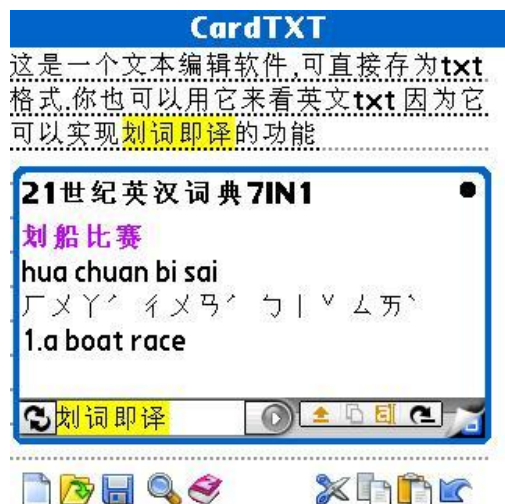 CardTXT
这是一个文本编辑软件,可直接存为txt
格式.你也可以用它来看英文txt 因为它
可以实现划词即译的功能
21世纪英汉词典7IN1
划船比赛
hua chuan bi sai
ㄏㄨㄚˊ ㄔㄨㄢˊ ㄅㄧˇ ㄙㄞˋ
1.a boat race
划词即译